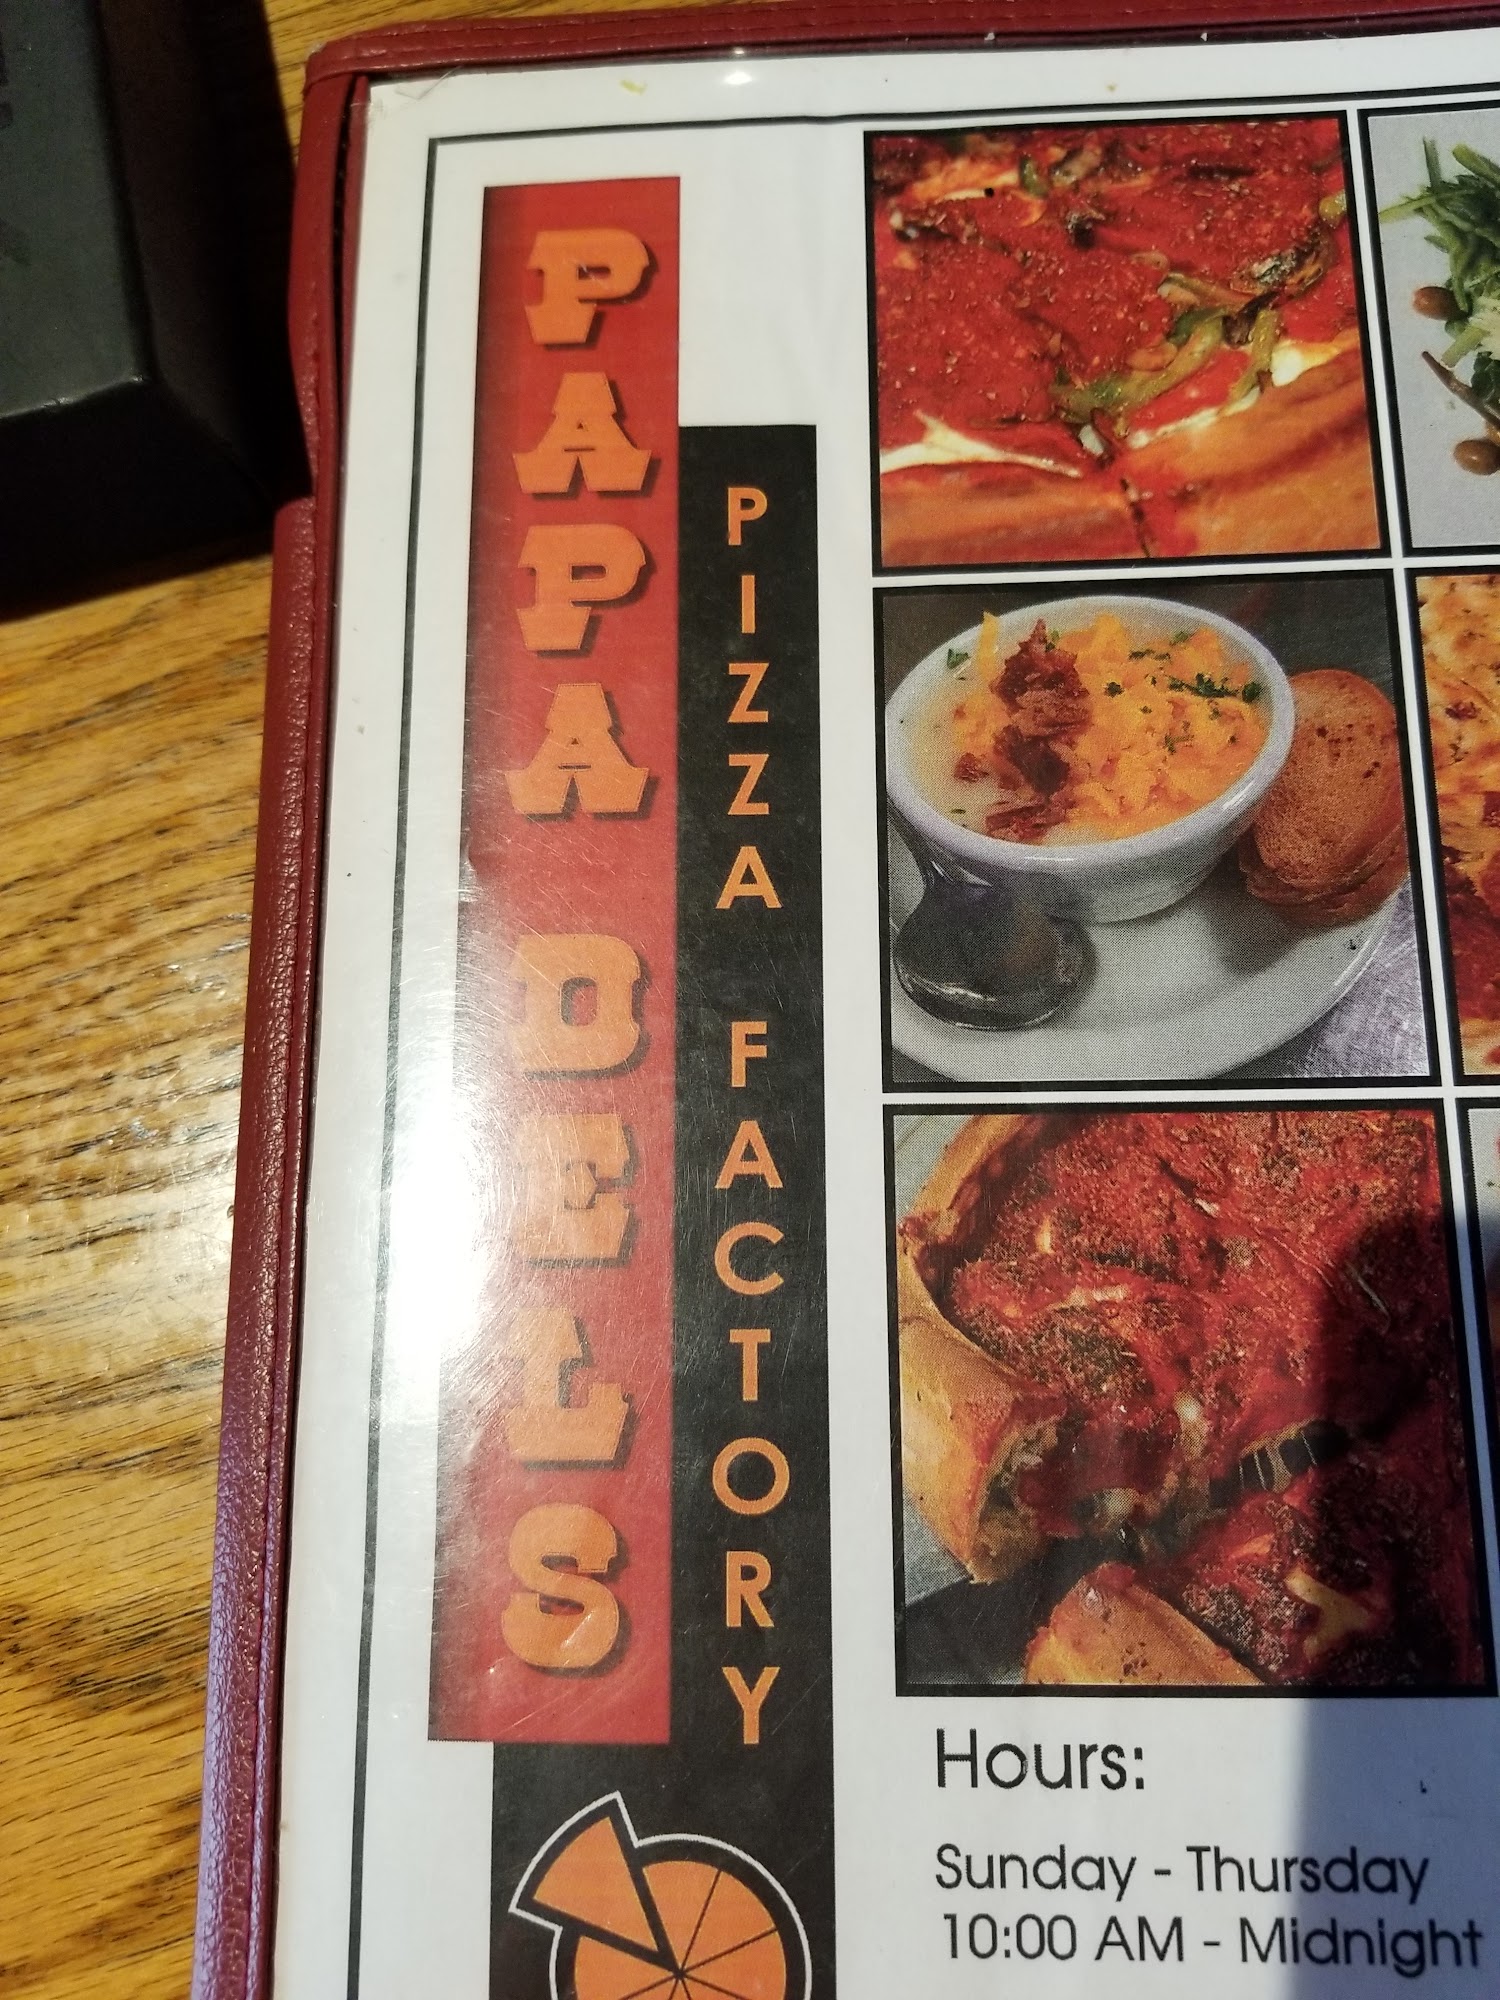 PAPA DELS
PIZZA FACTORY
Hours:
Sunday - Thursday
10:00 AM - Midnight